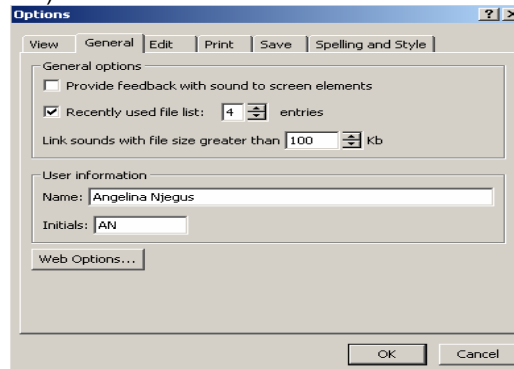 Options
View General Edit Print Save Spelling and Style
General options
Provide feedback with sound to screen elements
Recently used file list: 4 entries
Link sounds with file size greater than 100 Kb
User information
Name: Angelina Njegus
Initials: AN
Web Options...
OK Cancel